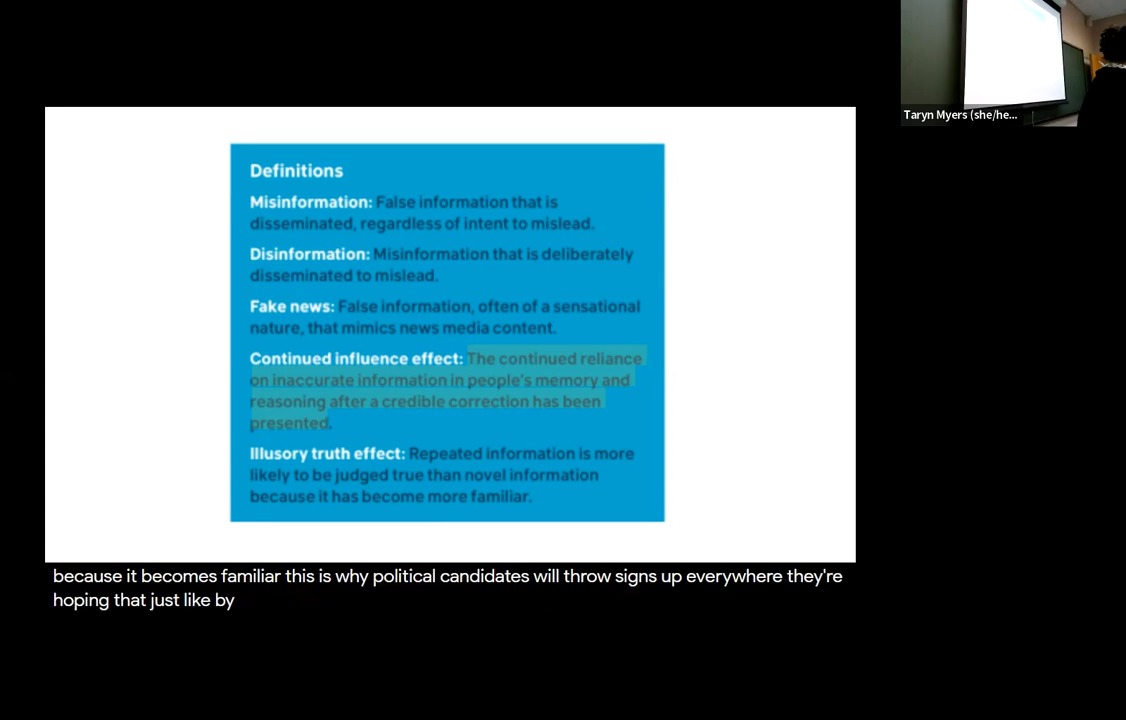 Taryn Myers (she/he...
Definitions
Misinformation: False information that is
disseminated, regardless of intent to mislead.
Disinformation: Misinformation that is deliberately
disseminated to mislead.
Fake news: False information, often of a sensational
nature, that mimics news media content.
Continued influence effect: The continued reliance
on inaccurate information in people's memory and
reasoning after a credible correction has been
presented.
Illusory truth effect: Repeated information is more
likely to be judged true than novel information
because it has become more familiar.
because it becomes familiar this is why political candidates will throw signs up everywhere they're
hoping that just like by